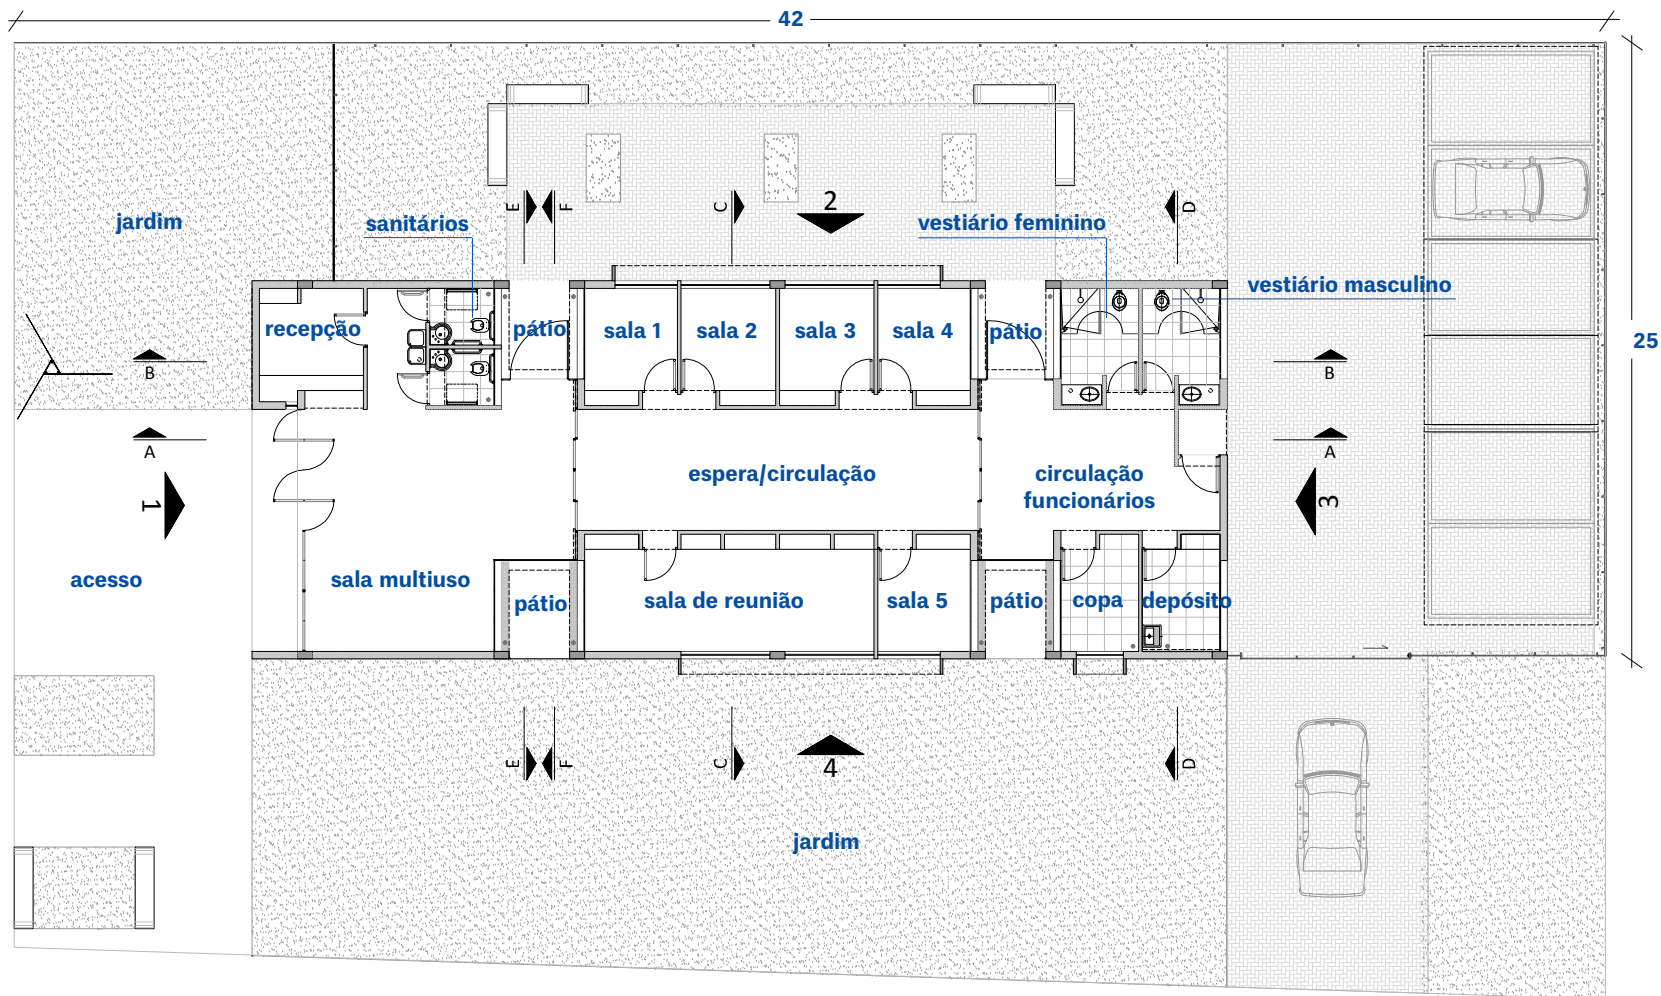 42
jardim
sanitários
E
F
C
2
vestiário feminino
D
vestiário masculino
recepção
pátio
sala 1
sala 2
sala 3
sala 4
pátio
25
B
B
A
A
espera/circulação
circulação
funcionários
1
3
acesso
sala multiuso
pátio
sala de reunião
sala 5
pátio
copa
depósito
E
F
C
4
D
jardim